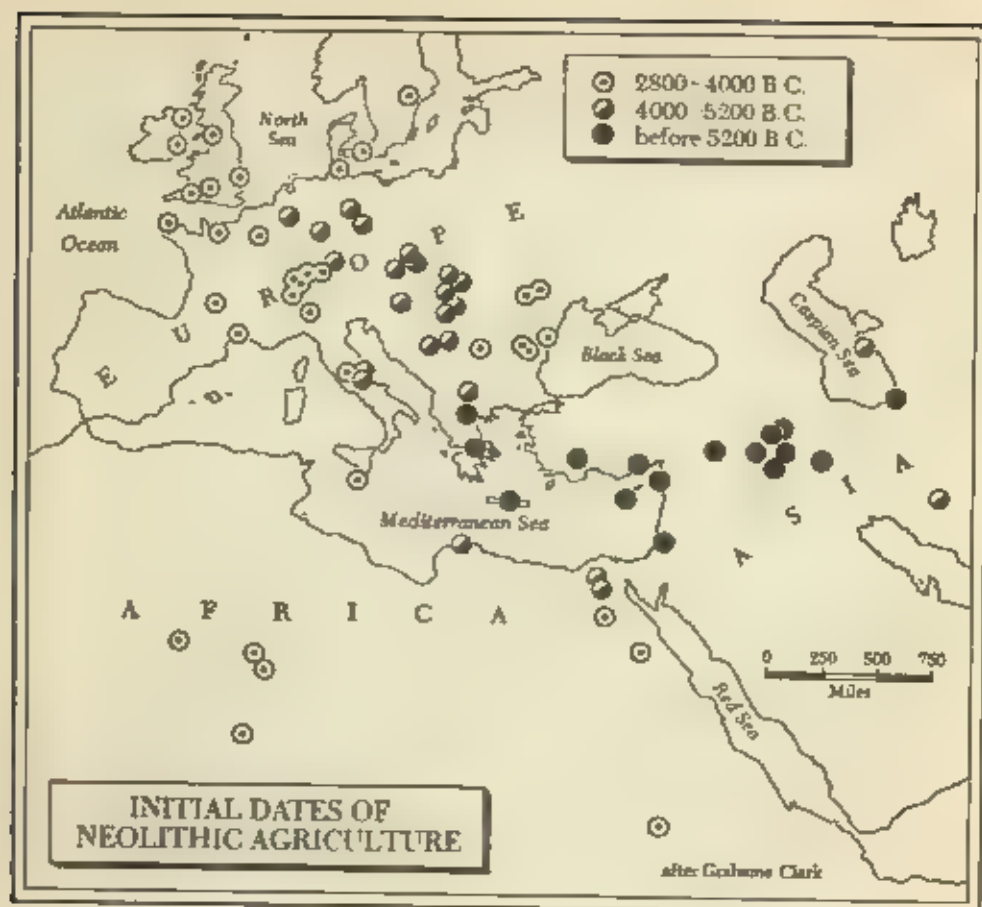 2800 - 4000 B C.
4000 - 5200 B.C.
before 5200 B C.
North
Sea
Atlantic
Ocean
E U R O P E
Caspian Sea
Black Sea
Mediterranean Sea
A S I A
A F R I C A
0 250 500 750
Miles
Red Sea
INITIAL DATES OF
NEOLITHIC AGRICULTURE
after Grahame Clark